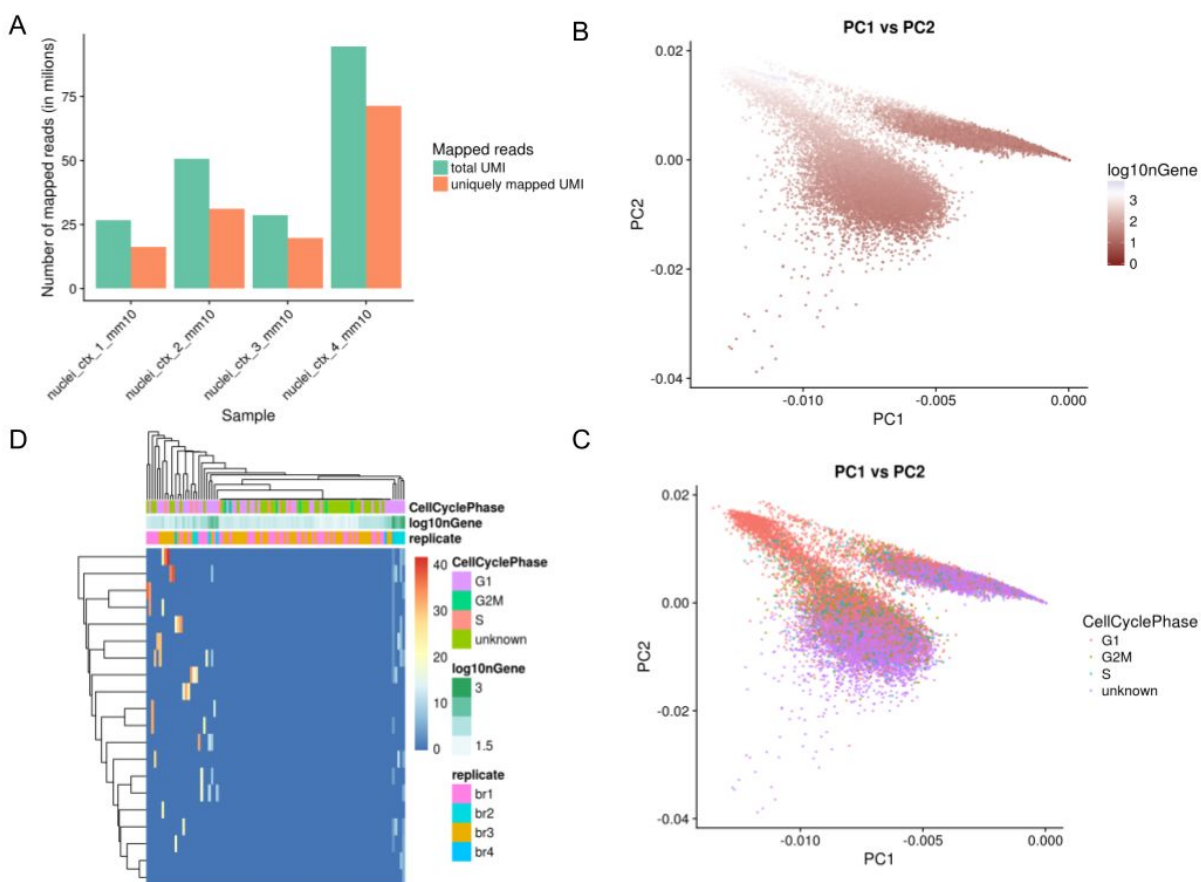 A
Number of mapped reads (in milions)
75
50
25
0
nuclei_ctx_1_mm10
nuclei_ctx_2_mm10
nuclei_ctx_3_mm10
nuclei_ctx_4_mm10
Sample
Mapped reads
total UMI
uniquely mapped UMI
B
PC1 vs PC2
PC2
0.02
0.00
-0.02
-0.04
-0.010
-0.005
0.000
PC1
log10nGene
3
2
1
0
D
CellCyclePhase
log10nGene
replicate
40
30
20
10
0
CellCyclePhase
G1
G2M
S
unknown
log10nGene
3
1.5
replicate
br1
br2
br3
br4
C
PC1 vs PC2
PC2
0.02
0.00
-0.02
-0.04
-0.010
-0.005
0.000
PC1
CellCyclePhase
G1
G2M
S
unknown